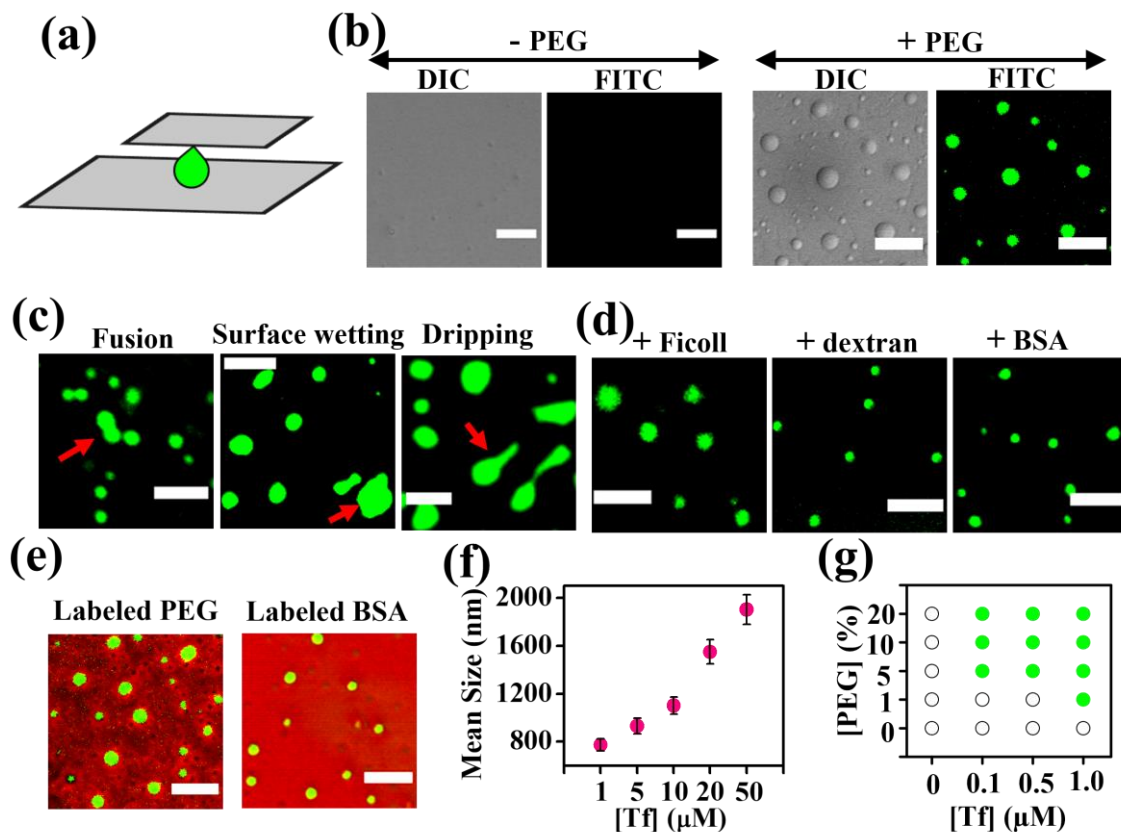 (a)
(b)
- PEG
+ PEG
DIC
FITC
DIC
FITC
(c)
Fusion
Surface wetting
Dripping
(d)
+ Ficoll
+ dextran
+ BSA
(e)
Labeled PEG
Labeled BSA
(f)
Mean Size (nm)
2000
1600
1200
800
1 5 10 20 50
[Tf] (μM)
(g)
[PEG] (%)
20
10
5
1
0
0 0.1 0.5 1.0
[Tf] (μM)